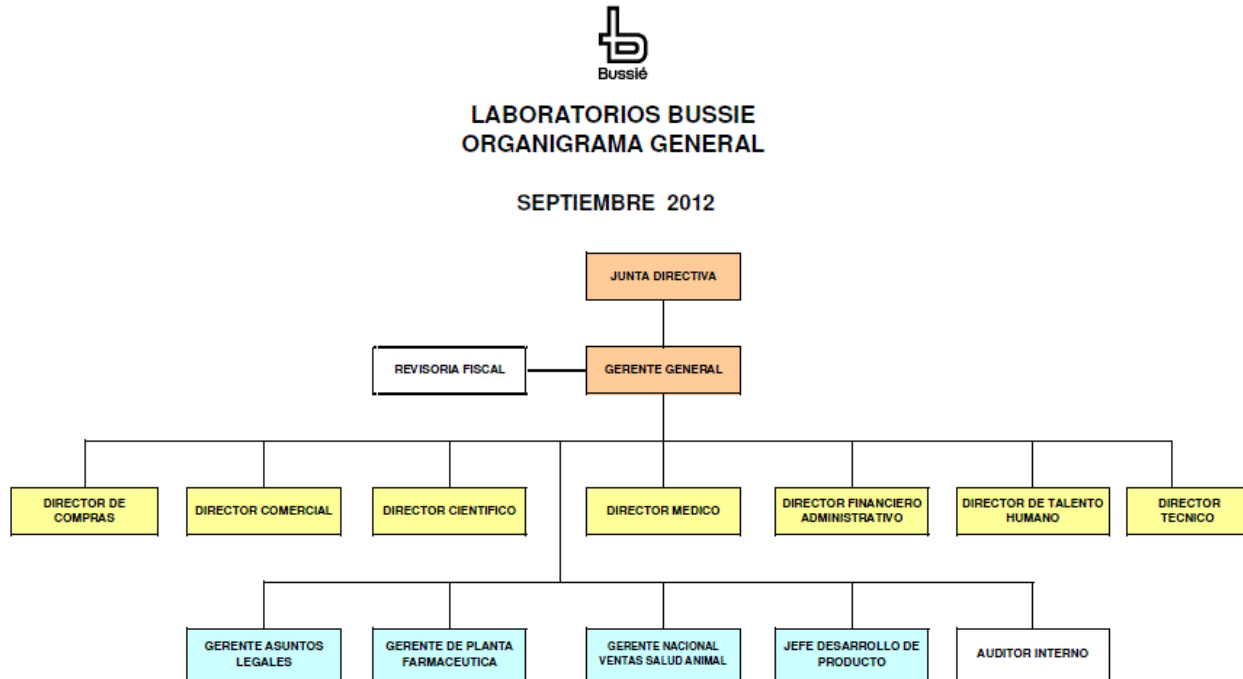 Bussié
LABORATORIOS BUSSIE
ORGANIGRAMA GENERAL
SEPTIEMBRE 2012
JUNTA DIRECTIVA
REVISORIA FISCAL
GERENTE GENERAL
DIRECTOR DE
COMPRAS
DIRECTOR COMERCIAL
DIRECTOR CIENTIFICO
DIRECTOR MEDICO
DIRECTOR FINANCIERO
ADMINISTRATIVO
DIRECTOR DE TALENTO
HUMANO
DIRECTOR
TECNICO
GERENTE ASUNTOS
LEGALES
GERENTE DE PLANTA
FARMACEUTICA
GERENTE NACIONAL
VENTAS SALUD ANIMAL
JEFE DESARROLLO DE
PRODUCTO
AUDITOR INTERNO